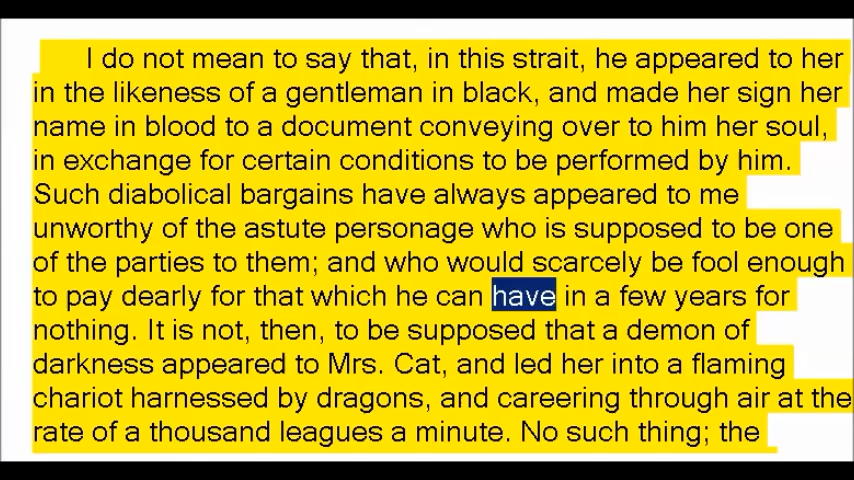 I do not mean to say that, in this strait, he appeared to her
in the likeness of a gentleman in black, and made her sign her
name in blood to a document conveying over to him her soul,
in exchange for certain conditions to be performed by him.
Such diabolical bargains have always appeared to me
unworthy of the astute personage who is supposed to be one
of the parties to them; and who would scarcely be fool enough
to pay dearly for that which he can have in a few years for
nothing. It is not, then, to be supposed that a demon of
darkness appeared to Mrs. Cat, and led her into a flaming
chariot harnessed by dragons, and careering through air at the
rate of a thousand leagues a minute. No such thing; the